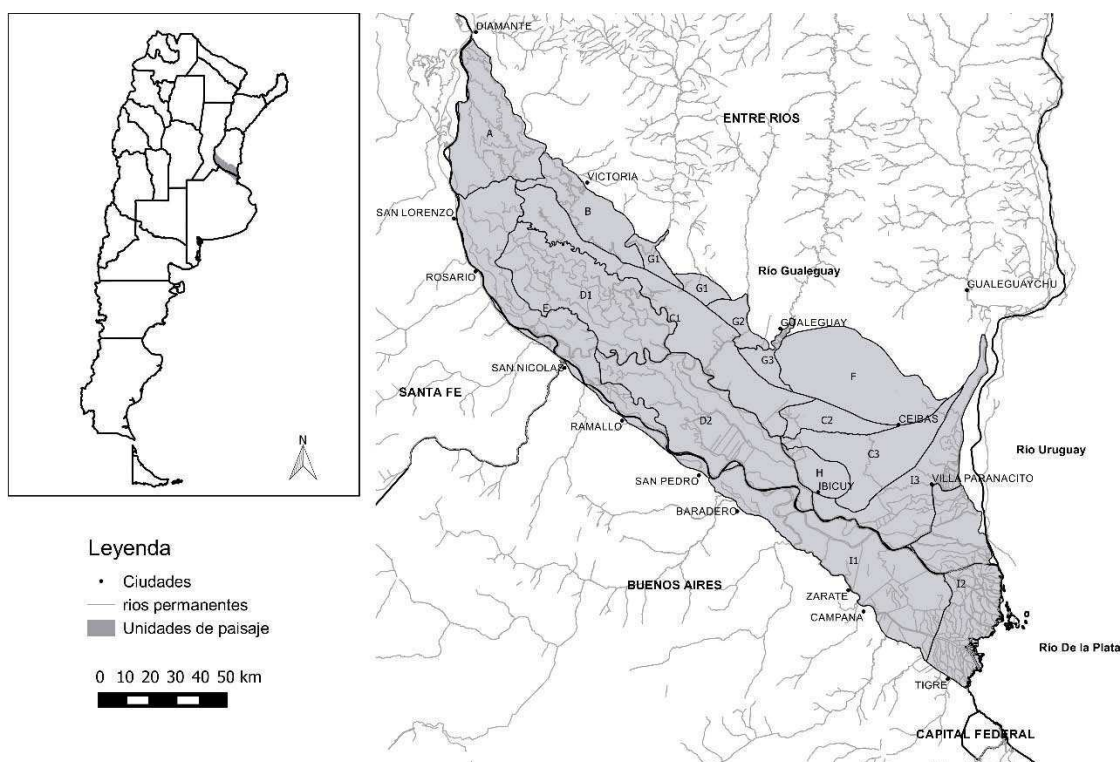 N
Leyenda
Ciudades
rios permanentes
Unidades de paisaje
0 10 20 30 40 50 km
DIAMANTE
ENTRE RIOS
A
VICTORIA
B
SAN LORENZO
G1
Río Gualeguay
ROSARIO
G1
GUALEGUAYCHU
D1
E
C1
G2
GUALEGUAY
G3
SAN NICOLAS
F
SANTA FE
RAMALLO
D2
C2
CEIBAS
C3
Río Uruguay
H
I3
VILLA PARANACITO
SAN PEDRO
IBICUY
BARADERO
I1
BUENOS AIRES
I2
ZARATE
CAMPANA
Río De la Plata
TIGRE
CAPITAL FEDERAL